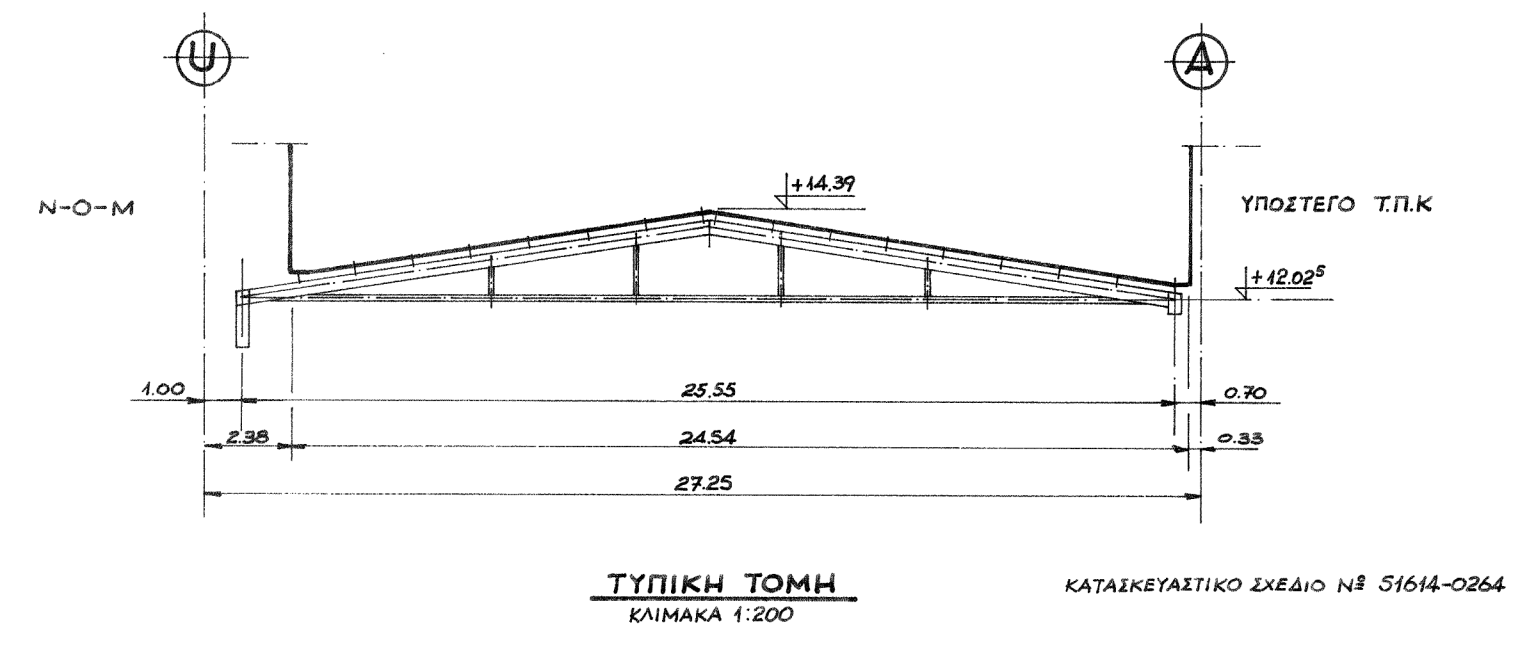 U
A
+14.39
N-O-M
ΥΠΟΣΤΕΓΟ Τ.Π.Κ
+12.02⁵
1.00
25.55
0.70
2.38
24.54
0.33
27.25
ΤΥΠΙΚΗ ΤΟΜΗ
ΚΛΙΜΑΚΑ 1:200
ΚΑΤΑΣΚΕΥΑΣΤΙΚΟ ΣΧΕΔΙΟ Nº 51614-0264